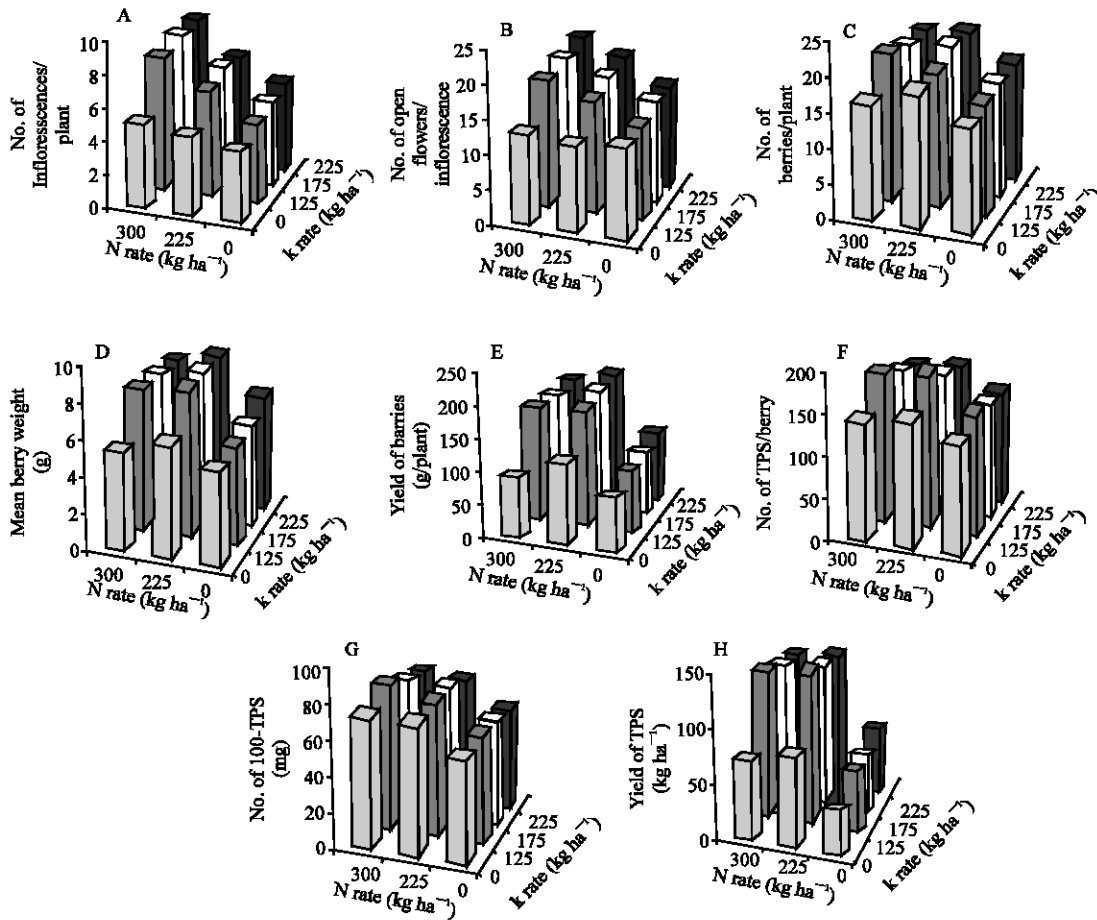 A
No. of
Inflorescences/
plant
10
8
6
4
2
0
300
225
0
N rate (kg ha⁻¹)
0
125
175
225
k rate (kg ha⁻¹)
B
No. of open
flowers/
inflorescence
25
20
15
10
5
0
300
225
0
N rate (kg ha⁻¹)
0
125
175
225
k rate (kg ha⁻¹)
C
No. of
berries/plant
25
20
15
10
5
0
300
225
0
N rate (kg ha⁻¹)
0
125
175
225
k rate (kg ha⁻¹)
D
Mean berry weight
(g)
10
8
6
4
2
0
300
225
0
N rate (kg ha⁻¹)
0
125
175
225
k rate (kg ha⁻¹)
E
Yield of barries
(g/plant)
250
200
150
100
50
0
300
225
0
N rate (kg ha⁻¹)
0
125
175
225
k rate (kg ha⁻¹)
F
No. of TPS/berry
200
150
100
50
0
300
225
0
N rate (kg ha⁻¹)
0
125
175
225
k rate (kg ha⁻¹)
G
No. of 100-TPS
(mg)
100
80
60
40
20
0
300
225
0
N rate (kg ha⁻¹)
0
125
175
225
k rate (kg ha⁻¹)
H
Yield of TPS
(kg ha⁻¹)
150
100
50
0
300
225
0
N rate (kg ha⁻¹)
0
125
175
225
k rate (kg ha⁻¹)